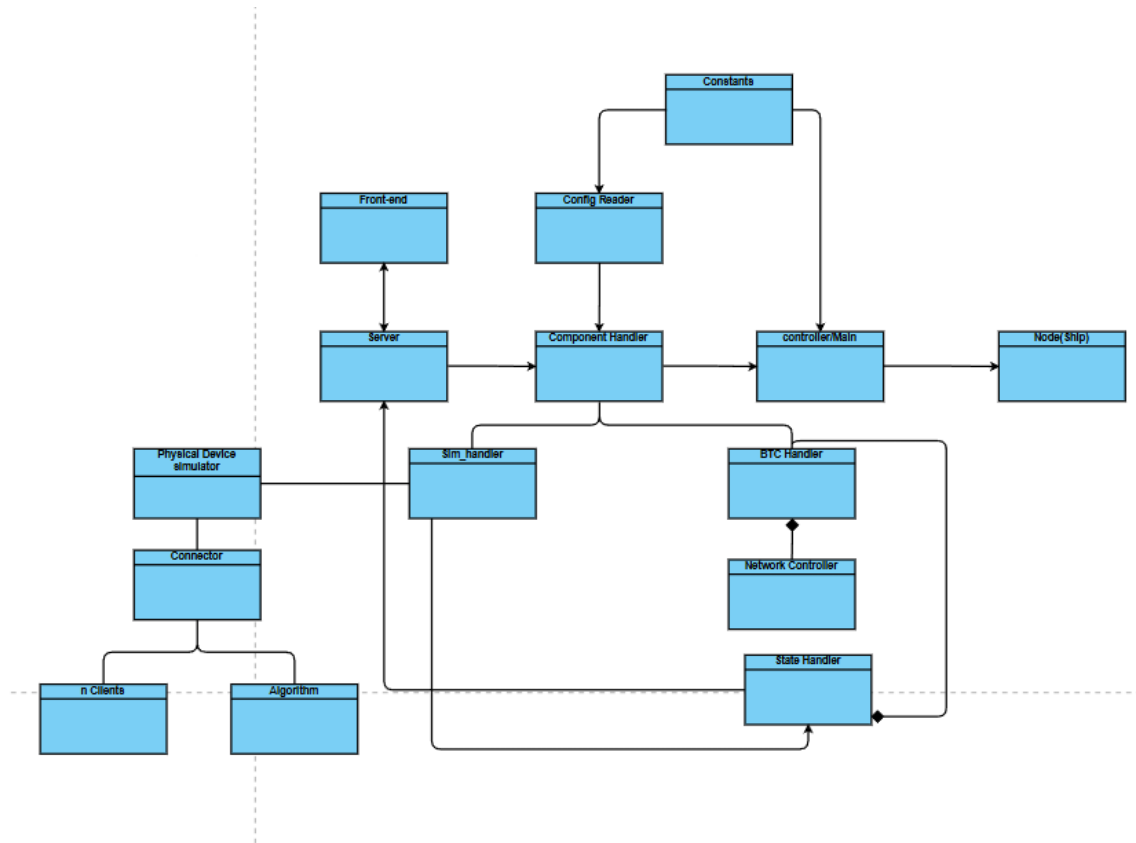 Constants
Front-end
Config Reader
Server
Component Handler
controller/Main
Node(Ship)
Physical Device
simulator
Sim_handler
BTC Handler
Connector
Network Controller
State Handler
n Clients
Algorithm